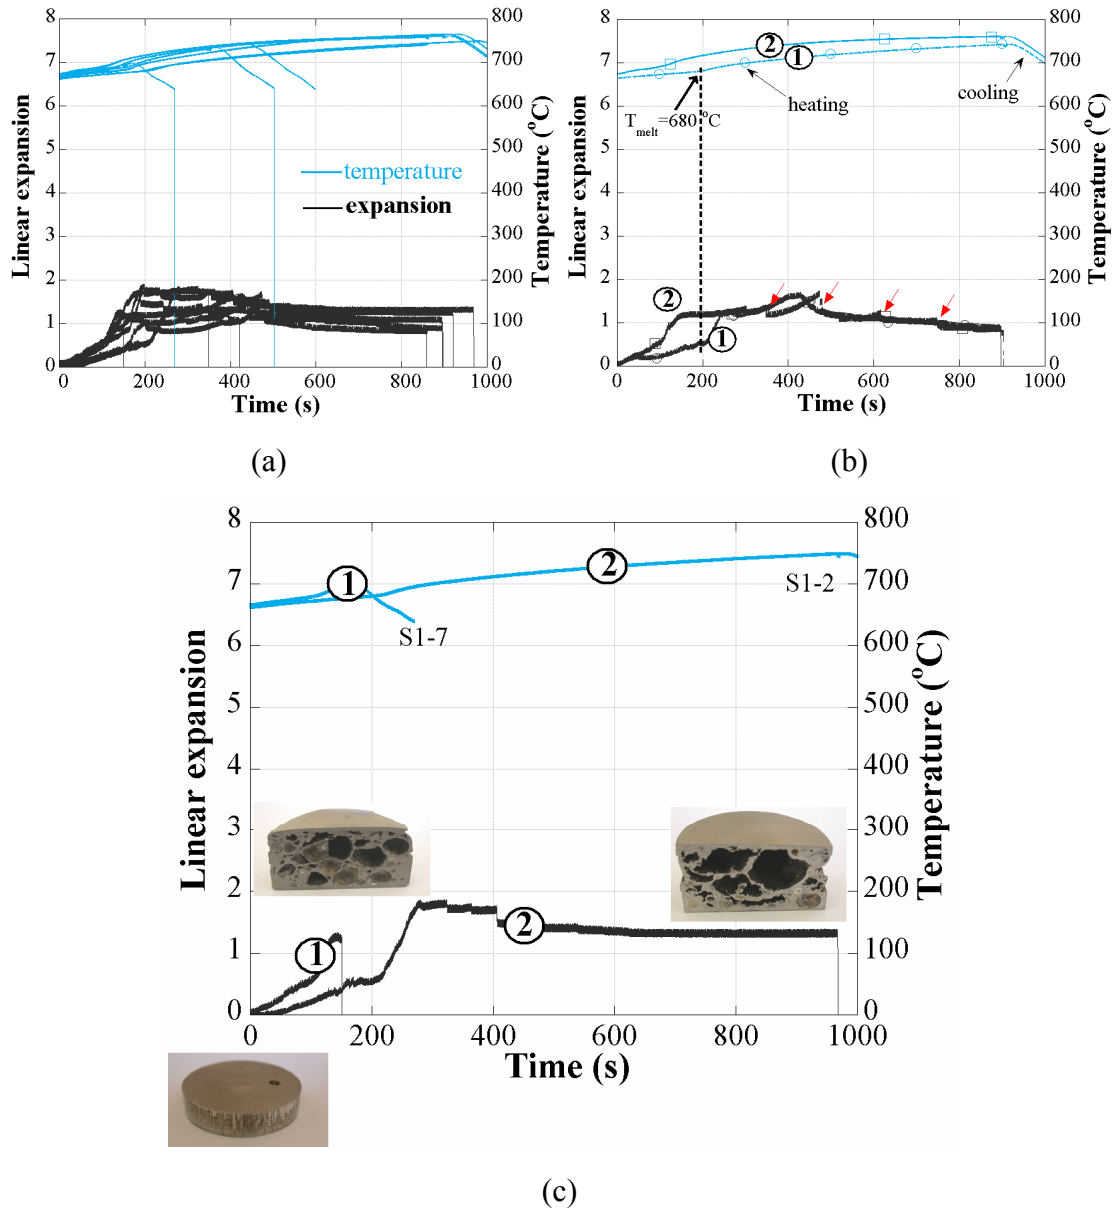 8
7
6
5
4
3
2
1
0
Linear expansion
800
700
600
500
400
300
200
100
0
Temperature (°C)
temperature
expansion
0 200 400 600 800 1000
Time (s)
(a)
8
7
6
5
4
3
2
1
0
Linear expansion
800
700
600
500
400
300
200
100
0
Temperature (°C)
2
1
heating
cooling
Tmelt=680 °C
2
1
0 200 400 600 800 1000
Time (s)
(b)
8
7
6
5
4
3
2
1
0
Linear expansion
800
700
600
500
400
300
200
100
0
Temperature (°C)
1
2
S1-2
S1-7
1
2
0 200 400 600 800 1000
Time (s)
(c)